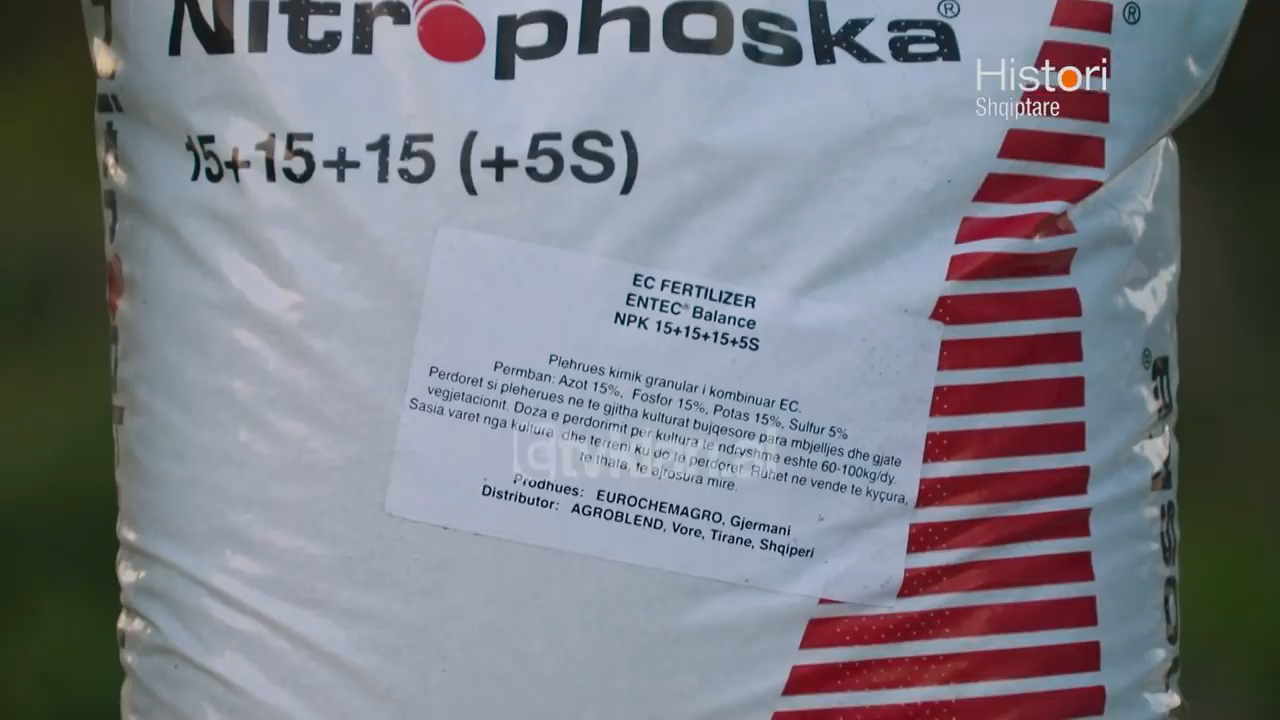 Nitrophoska®
®
Histori
Shqiptare
15+15+15 (+5S)
EC FERTILIZER
ENTEC® Balance
NPK 15+15+15+5S
Plehrues kimik granular i kombinuar EC.
Permban: Azot 15%, Fosfor 15%, Potas 15%, Sulfur 5%
Perdoret si pleherues ne te gjitha kulturat bujqesore para mbjelljes dhe gjate
vegjetacionit. Doza e perdorimit per kultura te ndryshme eshte 60-100kg/dy.
Sasia varet nga kultura dhe terreni ku do te perdoret. Ruhet ne vende te kyçura,
te thata, te ajrosura mire.
Prodhues: EUROCHEMAGRO, Gjermani
Distributor: AGROBLEND, Vore, Tirane, Shqiperi